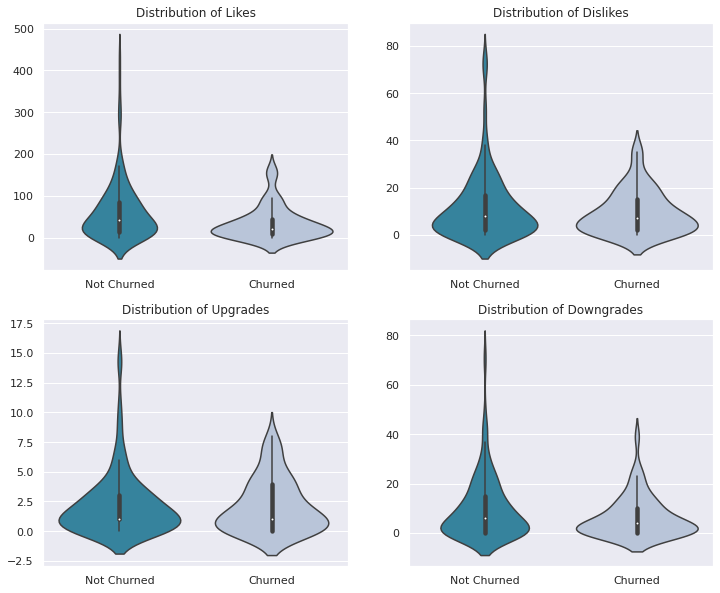 Distribution of Likes
500
400
300
200
100
0
Not Churned
Churned
Distribution of Dislikes
80
60
40
20
0
Not Churned
Churned
Distribution of Upgrades
17.5
15.0
12.5
10.0
7.5
5.0
2.5
0.0
−2.5
Not Churned
Churned
Distribution of Downgrades
80
60
40
20
0
Not Churned
Churned